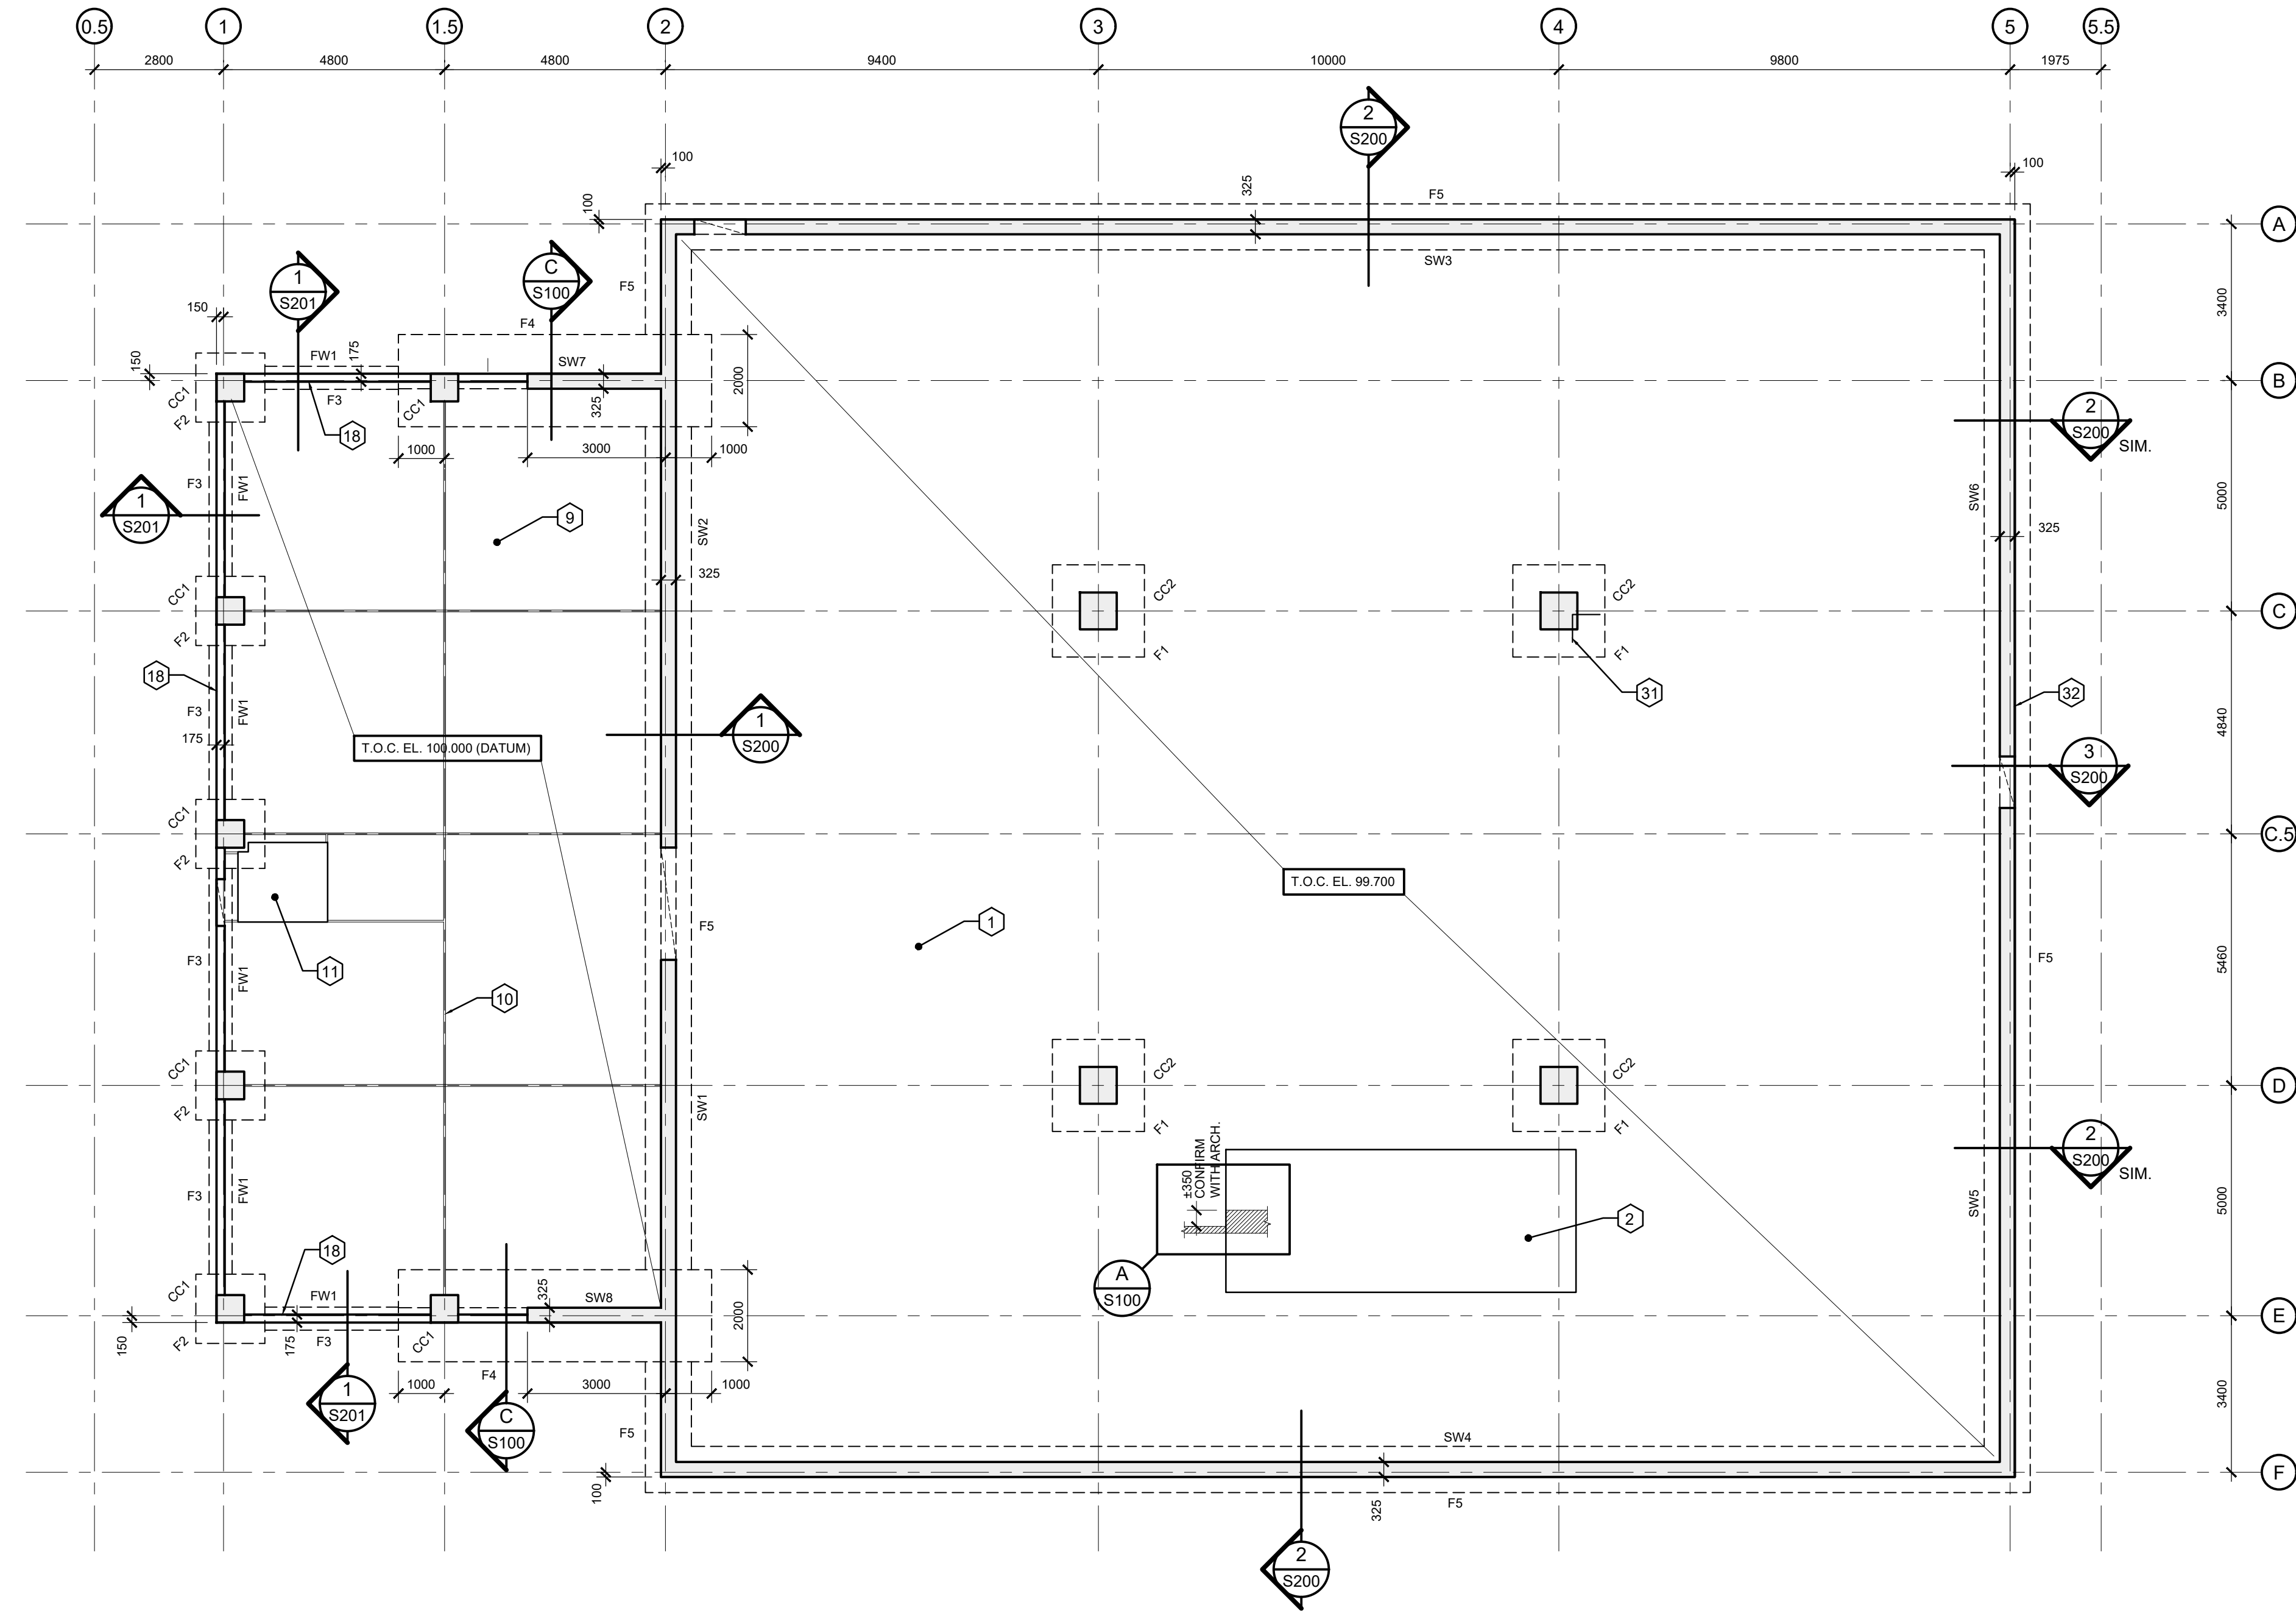 0.5
1
1.5
2
3
4
5
5.5
2800
4800
4800
9400
10000
9800
1975
2
S200
100
100
100
325
F5
A
SW3
1
S201
C
S100
F5
3400
150
F4
150
FW1
175
SW7
2000
B
CC1
F2
F3
CC1
325
18
1000
3000
1000
2
S200
SIM.
F3
FW1
1
S201
9
SW2
SW6
5000
325
325
CC1
F2
CC2
F1
CC2
F1
C
18
31
32
F3
FW1
175
T.O.C. EL. 100.000 (DATUM)
1
S200
4840
3
S200
CC1
F2
C.5
T.O.C. EL. 99.700
11
F3
FW1
F5
1
F5
5460
10
CC1
F2
SW1
CC2
F1
CC2
F1
D
±350
CONFIRM
WITH ARCH.
2
S200
SIM.
F3
FW1
SW5
5000
2
18
A
S100
CC1
F2
FW1
F3
175
150
325
SW8
CC1
2000
E
F4
1000
3000
1000
1
S201
C
S100
F5
3400
SW4
100
325
F5
F
2
S200